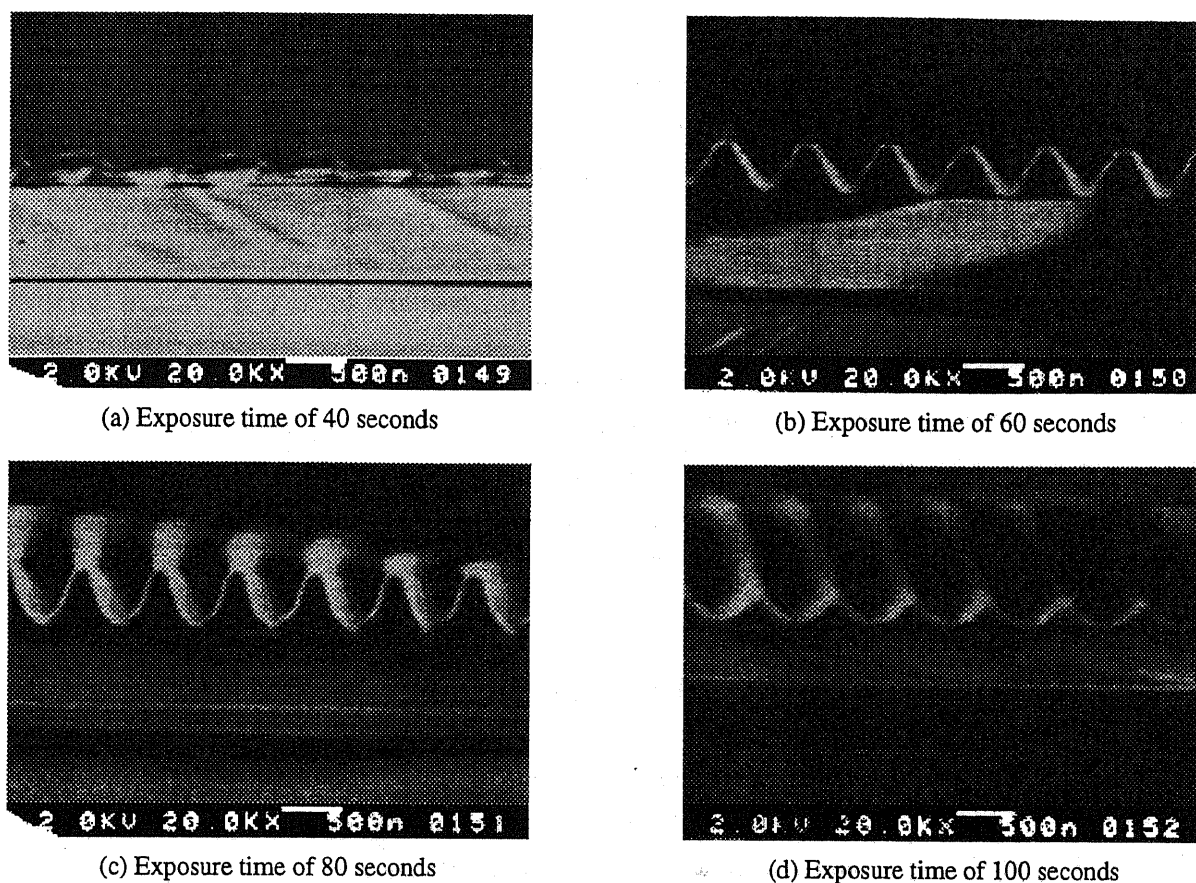 2.0KV 20.0KX 500n 0149
(a) Exposure time of 40 seconds
2.0KV 20.0KX 500n 0150
(b) Exposure time of 60 seconds
2.0KV 20.0KX 500n 0151
(c) Exposure time of 80 seconds
2.0KV 20.0KX 500n 0152
(d) Exposure time of 100 seconds